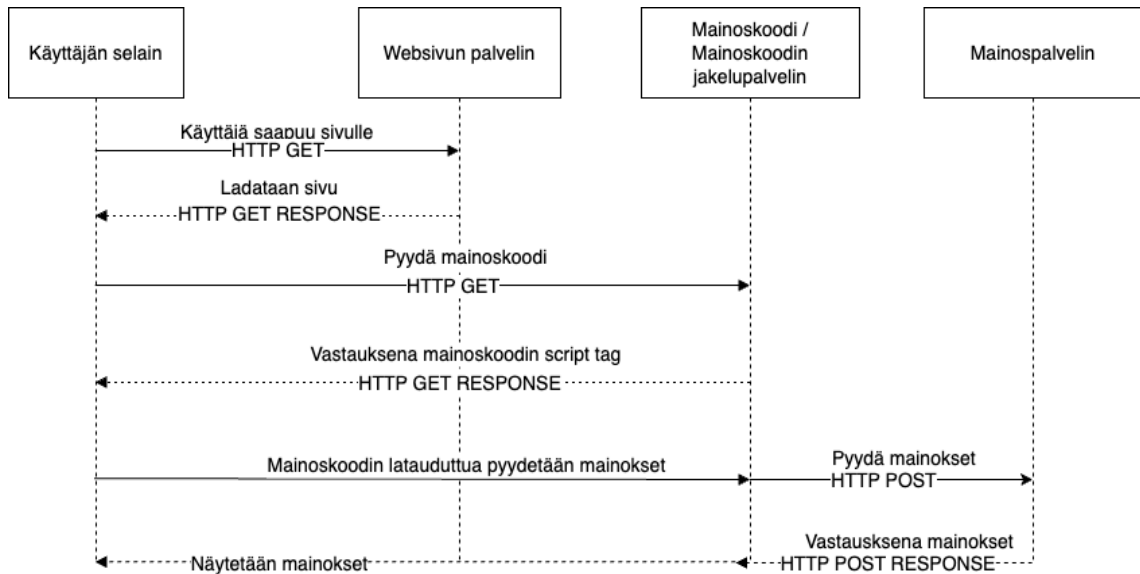 Käyttäjän selain
Websivun palvelin
Mainoskoodi /
Mainoskoodin
jakelupalvelin
Mainospalvelin
Käyttäjä saapuu sivulle
HTTP GET
Ladataan sivu
HTTP GET RESPONSE
Pyydä mainoskoodi
HTTP GET
Vastauksena mainoskoodin script tag
HTTP GET RESPONSE
Mainoskoodin latauduttua pyydetään mainokset
Pyydä mainokset
HTTP POST
Vastausksena mainokset
HTTP POST RESPONSE
Näytetään mainokset